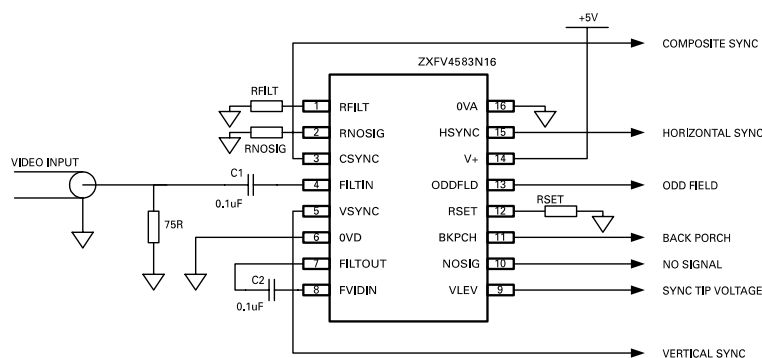 +5V
COMPOSITE SYNC
ZXFV4583N16
RFILT
1 RFILT 0VA 16
2 RNOSIG HSYNC 15 HORIZONTAL SYNC
RNOSIG
VIDEO INPUT
3 CSYNC V+ 14
C1
4 FILTIN ODDFLD 13 ODD FIELD
0.1uF
RSET
5 VSYNC RSET 12
75R
6 0VD BKPCH 11 BACK PORCH
7 FILTOUT NOSIG 10 NO SIGNAL
C2
8 FVIDIN VLEV 9 SYNC TIP VOLTAGE
0.1uF
VERTICAL SYNC